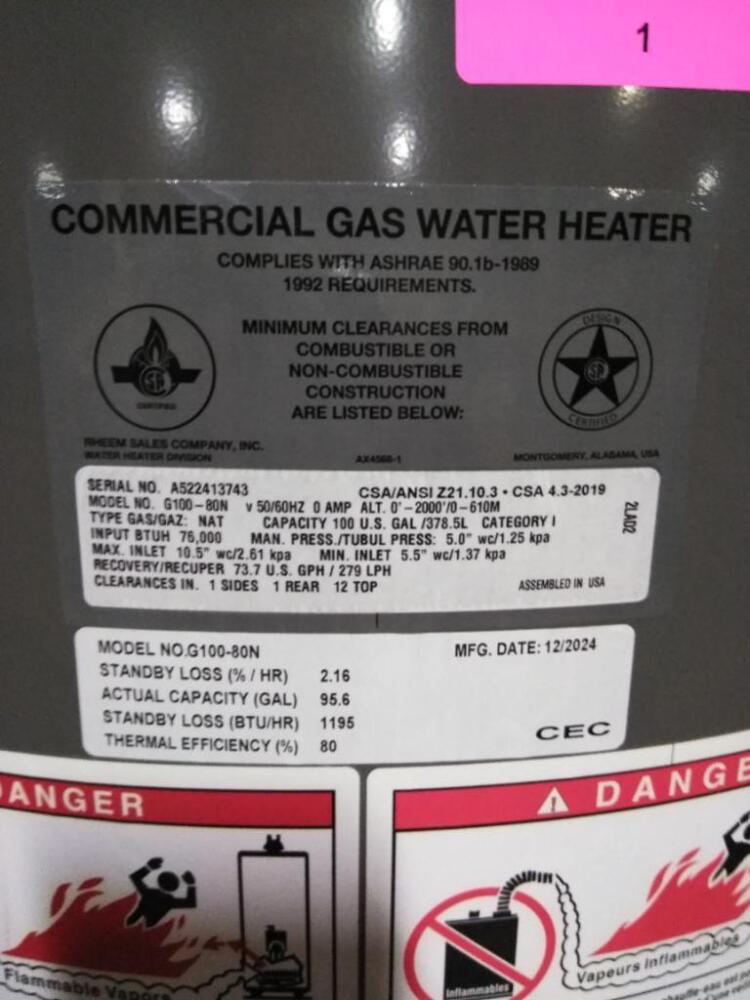 1
COMMERCIAL GAS WATER HEATER
COMPLIES WITH ASHRAE 90.1b-1989
1992 REQUIREMENTS.
MINIMUM CLEARANCES FROM
COMBUSTIBLE OR
NON-COMBUSTIBLE
CONSTRUCTION
ARE LISTED BELOW:
CERTIFIED
DESIGN
CERTIFIED
RHEEM SALES COMPANY, INC.
WATER HEATER DIVISION
AX4566-1
MONTGOMERY, ALABAMA, USA
SERIAL NO. A522413743 CSA/ANSI Z21.10.3 • CSA 4.3-2019
MODEL NO. G100-80N V 50/60HZ 0 AMP ALT. 0'-2000'/0-610M
TYPE GAS/GAZ: NAT CAPACITY 100 U.S. GAL /378.5L CATEGORY I
INPUT BTUH 76,000 MAN. PRESS./TUBUL PRESS: 5.0" wc/1.25 kpa
MAX. INLET 10.5" wc/2.61 kpa MIN. INLET 5.5" wc/1.37 kpa
RECOVERY/RECUPER 73.7 U.S. GPH / 279 LPH
CLEARANCES IN. 1 SIDES 1 REAR 12 TOP ASSEMBLED IN USA
2LAD2
MODEL NO.G100-80N MFG. DATE: 12/2024
STANDBY LOSS (% / HR) 2.16
ACTUAL CAPACITY (GAL) 95.6
STANDBY LOSS (BTU/HR) 1195
THERMAL EFFICIENCY (%) 80
CEC
DANGER
DANGE
Flammable Vapors
Inflammables
Vapeurs Inflammables